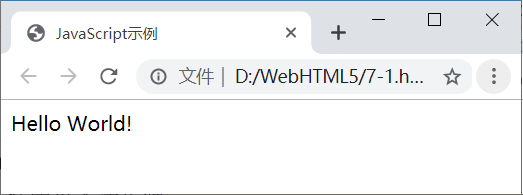 JavaScript示例
文件 | D:/WebHTML5/7-1.h...
Hello World!